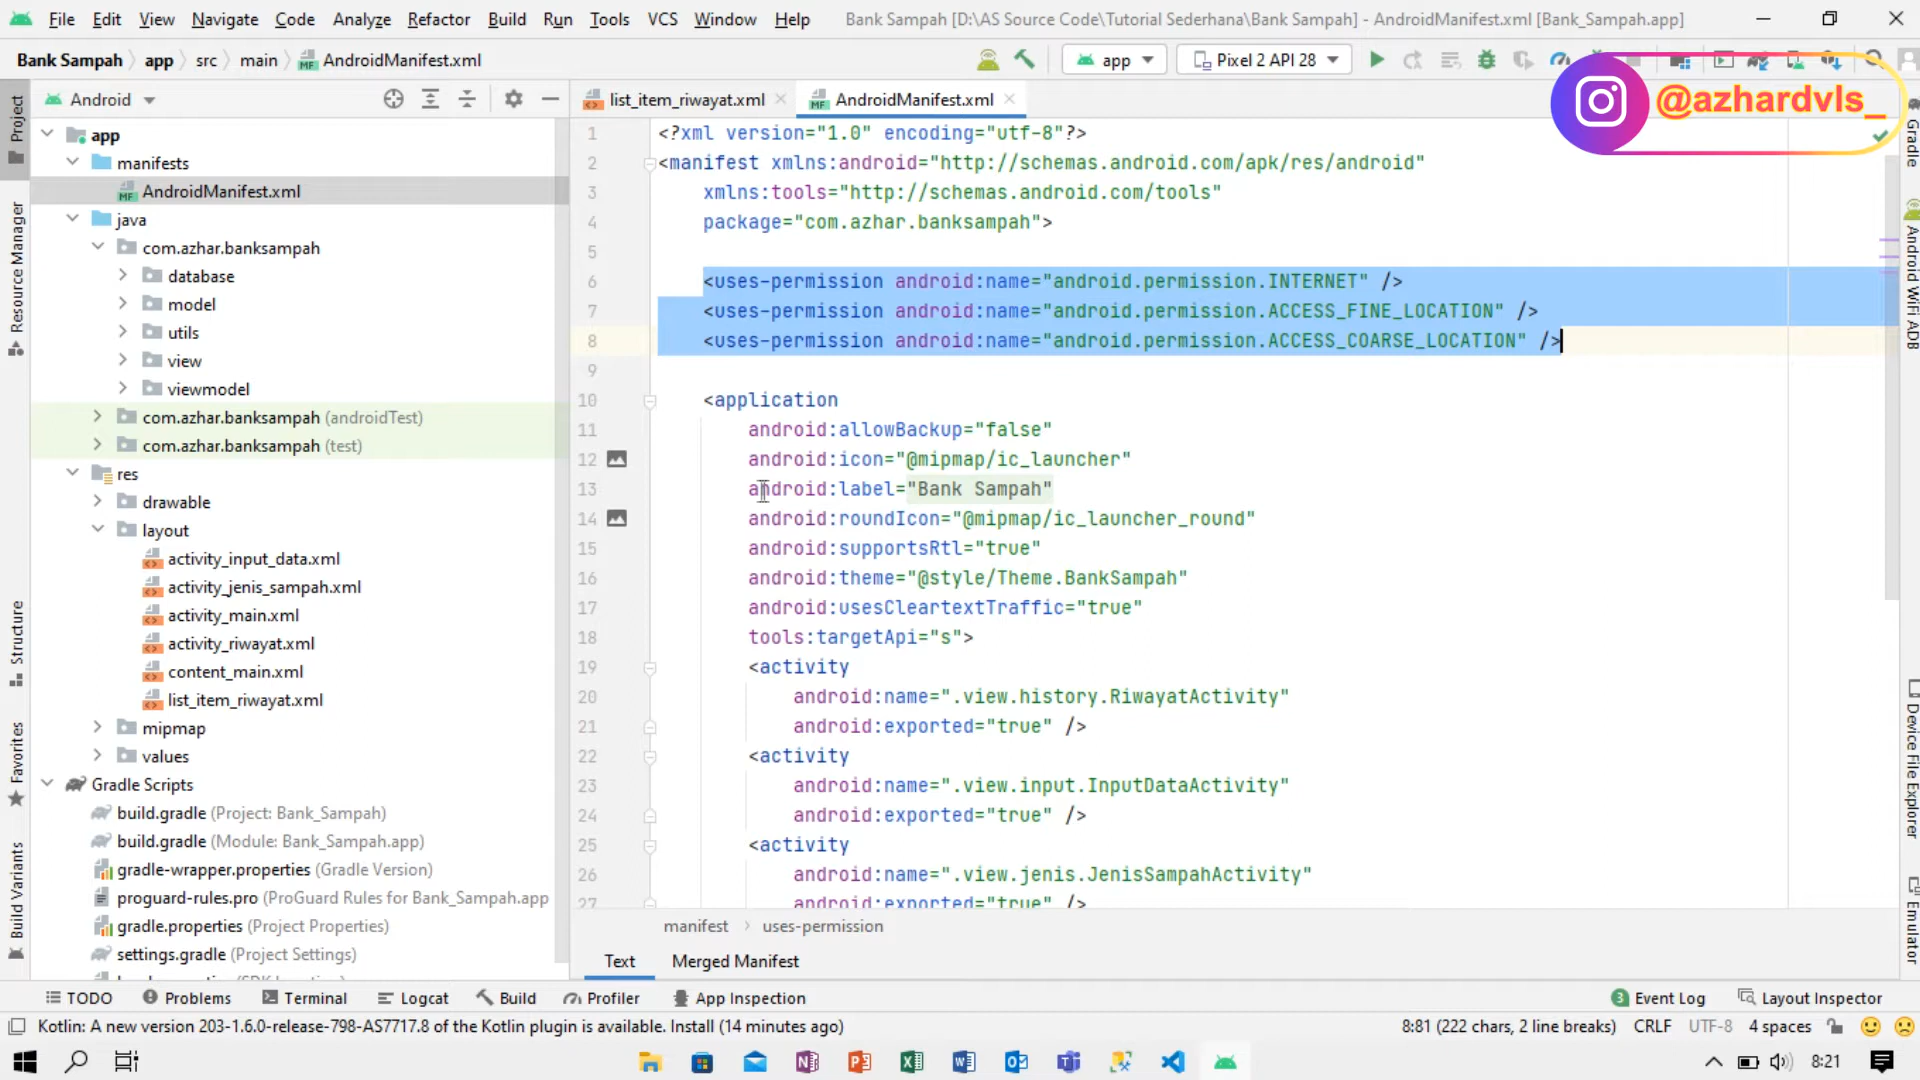 File Edit View Navigate Code Analyze Refactor Build Run Tools VCS Window Help Bank Sampah [D:\AS Source Code\Tutorial Sederhana\Bank Sampah] - AndroidManifest.xml [Bank_Sampah.app]
Bank Sampah app src main AndroidManifest.xml app Pixel 2 API 28
@azhardvls_
Android
list_item_riwayat.xml AndroidManifest.xml
Project
Resource Manager
Structure
Favorites
Build Variants
app
manifests
AndroidManifest.xml
java
com.azhar.banksampah
database
model
utils
view
viewmodel
com.azhar.banksampah (androidTest)
com.azhar.banksampah (test)
res
drawable
layout
activity_input_data.xml
activity_jenis_sampah.xml
activity_main.xml
activity_riwayat.xml
content_main.xml
list_item_riwayat.xml
mipmap
values
Gradle Scripts
build.gradle (Project: Bank_Sampah)
build.gradle (Module: Bank_Sampah.app)
gradle-wrapper.properties (Gradle Version)
proguard-rules.pro (ProGuard Rules for Bank_Sampah.app
gradle.properties (Project Properties)
settings.gradle (Project Settings)
1 <?xml version="1.0" encoding="utf-8"?>
2 <manifest xmlns:android="http://schemas.android.com/apk/res/android"
3 xmlns:tools="http://schemas.android.com/tools"
4 package="com.azhar.banksampah">
5
6 <uses-permission android:name="android.permission.INTERNET" />
7 <uses-permission android:name="android.permission.ACCESS_FINE_LOCATION" />
8 <uses-permission android:name="android.permission.ACCESS_COARSE_LOCATION" />
9
10 <application
11 android:allowBackup="false"
12 android:icon="@mipmap/ic_launcher"
13 android:label="Bank Sampah"
14 android:roundIcon="@mipmap/ic_launcher_round"
15 android:supportsRtl="true"
16 android:theme="@style/Theme.BankSampah"
17 android:usesCleartextTraffic="true"
18 tools:targetApi="s">
19 <activity
20 android:name=".view.history.RiwayatActivity"
21 android:exported="true" />
22 <activity
23 android:name=".view.input.InputDataActivity"
24 android:exported="true" />
25 <activity
26 android:name=".view.jenis.JenisSampahActivity"
27 android:exported="true" />
manifest uses-permission
Text Merged Manifest
Gradle
Android WiFi ADB
Device File Explorer
Emulator
TODO Problems Terminal Logcat Build Profiler App Inspection 3 Event Log Layout Inspector
Kotlin: A new version 203-1.6.0-release-798-AS7717.8 of the Kotlin plugin is available. Install (14 minutes ago) 8:81 (222 chars, 2 line breaks) CRLF UTF-8 4 spaces
8:21